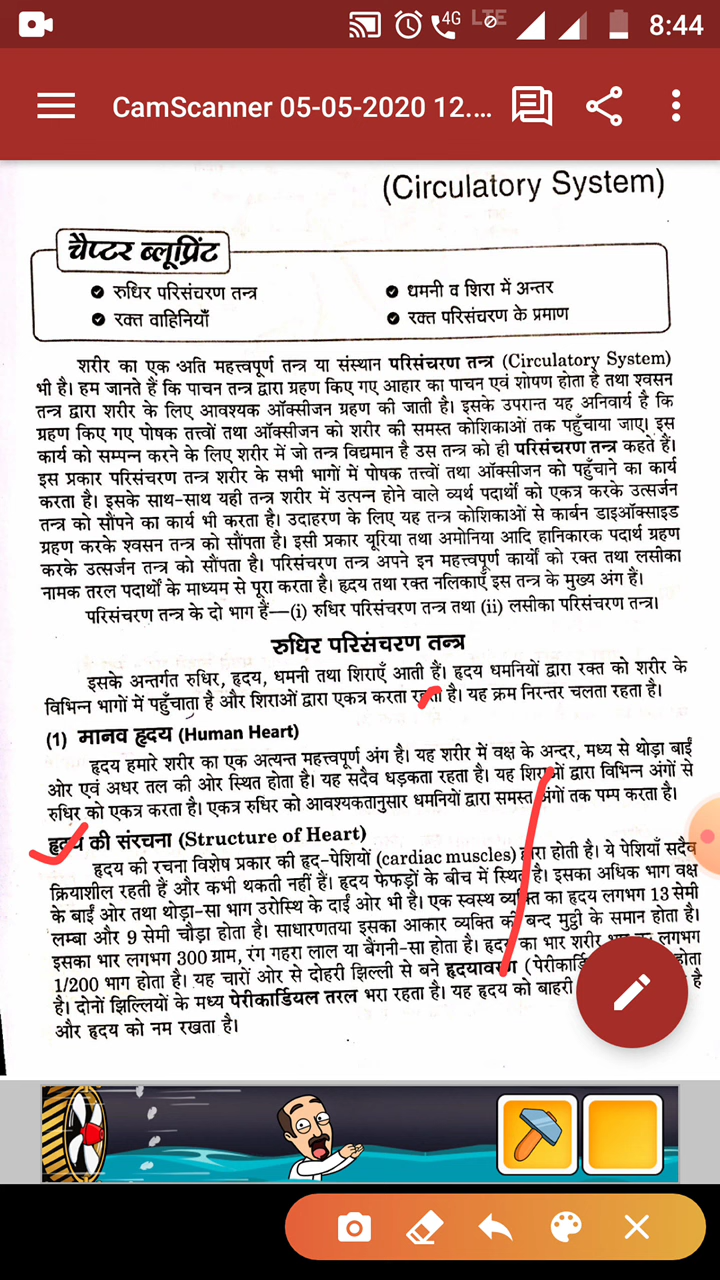 4G
LTE
8:44
CamScanner 05-05-2020 12....
(Circulatory System)
चैप्टर ब्लूप्रिंट
रुधिर परिसंचरण तन्त्र
धमनी व शिरा में अन्तर
रक्त वाहिनियाँ
रक्त परिसंचरण के प्रमाण
शरीर का एक अति महत्त्वपूर्ण तन्त्र या संस्थान परिसंचरण तन्त्र (Circulatory System)
भी है। हम जानते हैं कि पाचन तन्त्र द्वारा ग्रहण किए गए आहार का पाचन एवं शोषण होता है तथा श्वसन
तन्त्र द्वारा शरीर के लिए आवश्यक ऑक्सीजन ग्रहण की जाती है। इसके उपरान्त यह अनिवार्य है कि
ग्रहण किए गए पोषक तत्त्वों तथा ऑक्सीजन को शरीर की समस्त कोशिकाओं तक पहुँचाया जाए। इस
कार्य को सम्पन्न करने के लिए शरीर में जो तन्त्र विद्यमान है उस तन्त्र को ही परिसंचरण तन्त्र कहते हैं।
इस प्रकार परिसंचरण तन्त्र शरीर के सभी भागों में पोषक तत्त्वों तथा ऑक्सीजन को पहुँचाने का कार्य
करता है। इसके साथ-साथ यही तन्त्र शरीर में उत्पन्न होने वाले व्यर्थ पदार्थों को एकत्र करके उत्सर्जन
तन्त्र को सौंपने का कार्य भी करता है। उदाहरण के लिए यह तन्त्र कोशिकाओं से कार्बन डाइऑक्साइड
ग्रहण करके श्वसन तन्त्र को सौंपता है। इसी प्रकार यूरिया तथा अमोनिया आदि हानिकारक पदार्थ ग्रहण
करके उत्सर्जन तन्त्र को सौंपता है। परिसंचरण तन्त्र अपने इन महत्त्वपूर्ण कार्यों को रक्त तथा लसीका
नामक तरल पदार्थों के माध्यम से पूरा करता है। हृदय तथा रक्त नलिकाएँ इस तन्त्र के मुख्य अंग हैं।
परिसंचरण तन्त्र के दो भाग हैं—(i) रुधिर परिसंचरण तन्त्र तथा (ii) लसीका परिसंचरण तन्त्र।
रुधिर परिसंचरण तन्त्र
इसके अन्तर्गत रुधिर, हृदय, धमनी तथा शिराएँ आती हैं। हृदय धमनियों द्वारा रक्त को शरीर के
विभिन्न भागों में पहुँचाता है और शिराओं द्वारा एकत्र करता रहता है। यह क्रम निरन्तर चलता रहता है।
(1) मानव हृदय (Human Heart)
हृदय हमारे शरीर का एक अत्यन्त महत्त्वपूर्ण अंग है। यह शरीर में वक्ष के अन्दर, मध्य से थोड़ा बाईं
ओर एवं अधर तल की ओर स्थित होता है। यह सदैव धड़कता रहता है। यह शिराओं द्वारा विभिन्न अंगों से
रुधिर को एकत्र करता है। एकत्र रुधिर को आवश्यकतानुसार धमनियों द्वारा समस्त अंगों तक पम्प करता है।
हृदय की संरचना (Structure of Heart)
हृदय की रचना विशेष प्रकार की हृद-पेशियों (cardiac muscles) द्वारा होती है। ये पेशियाँ सदैव
क्रियाशील रहती हैं और कभी थकती नहीं हैं। हृदय फेफड़ों के बीच में स्थित है। इसका अधिक भाग वक्ष
के बाईं ओर तथा थोड़ा-सा भाग उरोस्थि के दाईं ओर भी है। एक स्वस्थ व्यक्ति का हृदय लगभग 13 सेमी
लम्बा और 9 सेमी चौड़ा होता है। साधारणतया इसका आकार व्यक्ति की बन्द मुट्ठी के समान होता है।
इसका भार लगभग 300 ग्राम, रंग गहरा लाल या बैंगनी-सा होता है। हृदय का भार शरीर लगभग
1/200 भाग होता है। यह चारों ओर से दोहरी झिल्ली से बने हृदयावरण होता
है। दोनों झिल्लियों के मध्य पेरीकार्डियल तरल भरा रहता है। यह हृदय को बाहरी है
और हृदय को नम रखता है।